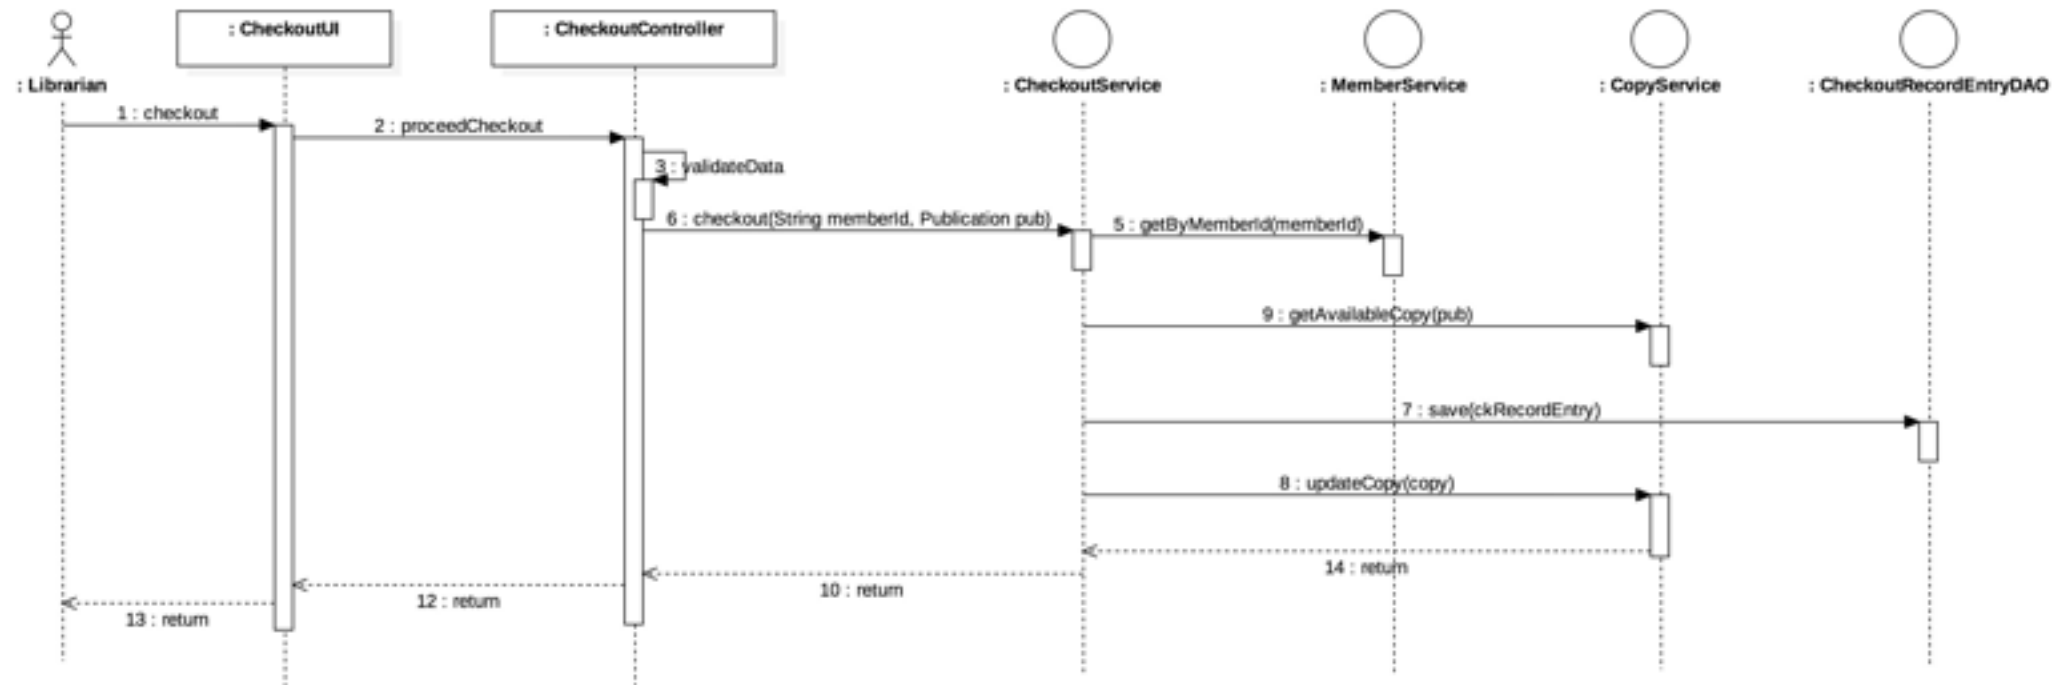 : CheckoutUI
: CheckoutController
: Librarian
: CheckoutService
: MemberService
: CopyService
: CheckoutRecordEntryDAO
1 : checkout
2 : proceedCheckout
3 : validateData
6 : checkout(String memberId, Publication pub)
5 : getByMemberId(memberId)
9 : getAvailableCopy(pub)
7 : save(ckRecordEntry)
8 : updateCopy(copy)
14 : return
10 : return
12 : return
13 : return